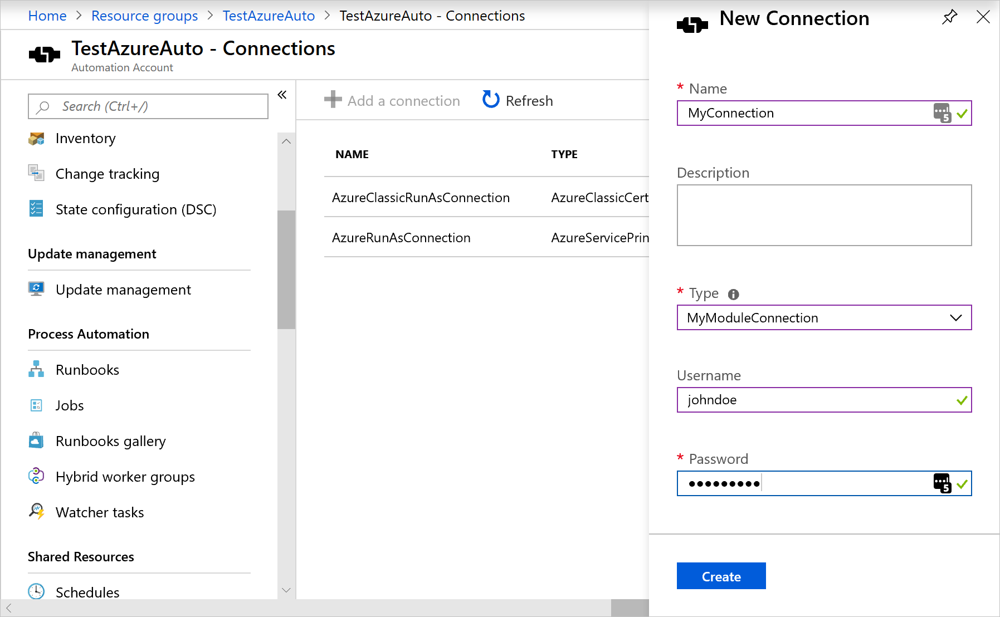 Home > Resource groups > TestAzureAuto > TestAzureAuto - Connections
TestAzureAuto - Connections
Automation Account
Search (Ctrl+/)
«
Inventory
Change tracking
State configuration (DSC)
Update management
Update management
Process Automation
Runbooks
Jobs
Runbooks gallery
Hybrid worker groups
Watcher tasks
Shared Resources
Schedules
Add a connection
Refresh
NAME TYPE
AzureClassicRunAsConnection AzureClassicCert
AzureRunAsConnection AzureServicePrin
New Connection
* Name
MyConnection
5
Description
* Type
MyModuleConnection
Username
johndoe
* Password
●●●●●●●●●
5
Create